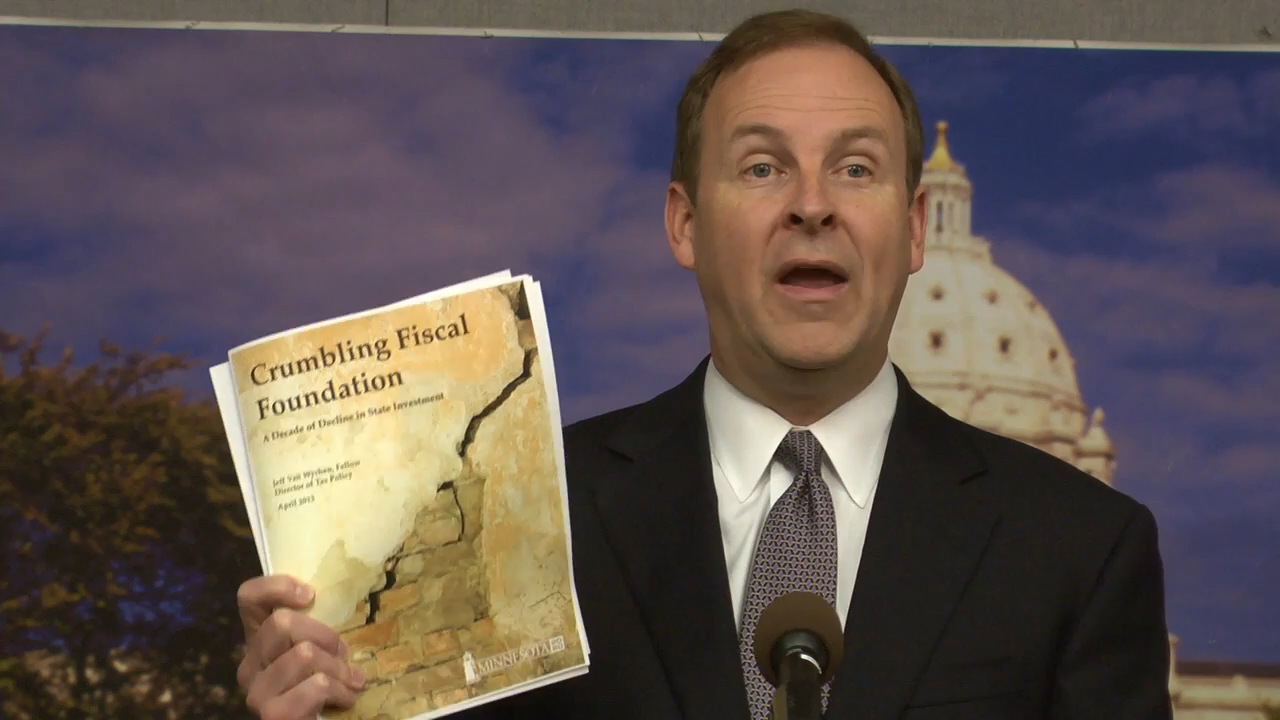 Crumbling Fiscal
Foundation
A Decade of Decline in State Investment
Jeff Van Wychen, Fellow
Director of Tax Policy
April 2013
MINNESOTA